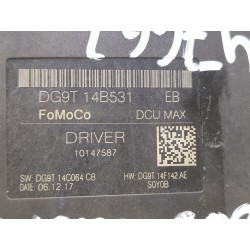 DG9T 14B531 EB
FoMoCo DCU MAX
DRIVER
10147587
SW: DG9T 14C064 CB HW: DG9T 14F142 AE
DATE: 06.12.17 S0Y0B